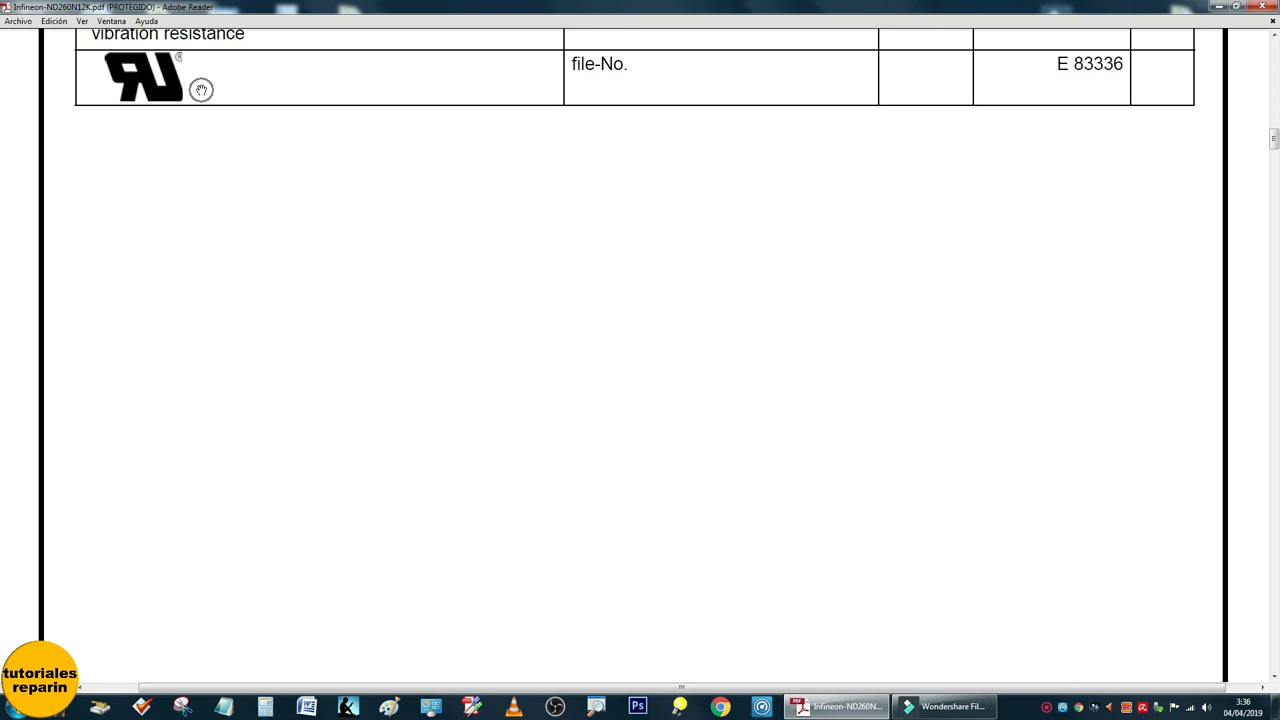 Infineon-ND260N12K.pdf (PROTEGIDO) - Adobe Reader
Archivo Edición Ver Ventana Ayuda
vibration resistance
file-No. E 83336
tutoriales
reparin
Infineon-ND260N...
Wondershare Fil...
3:36
04/04/2019